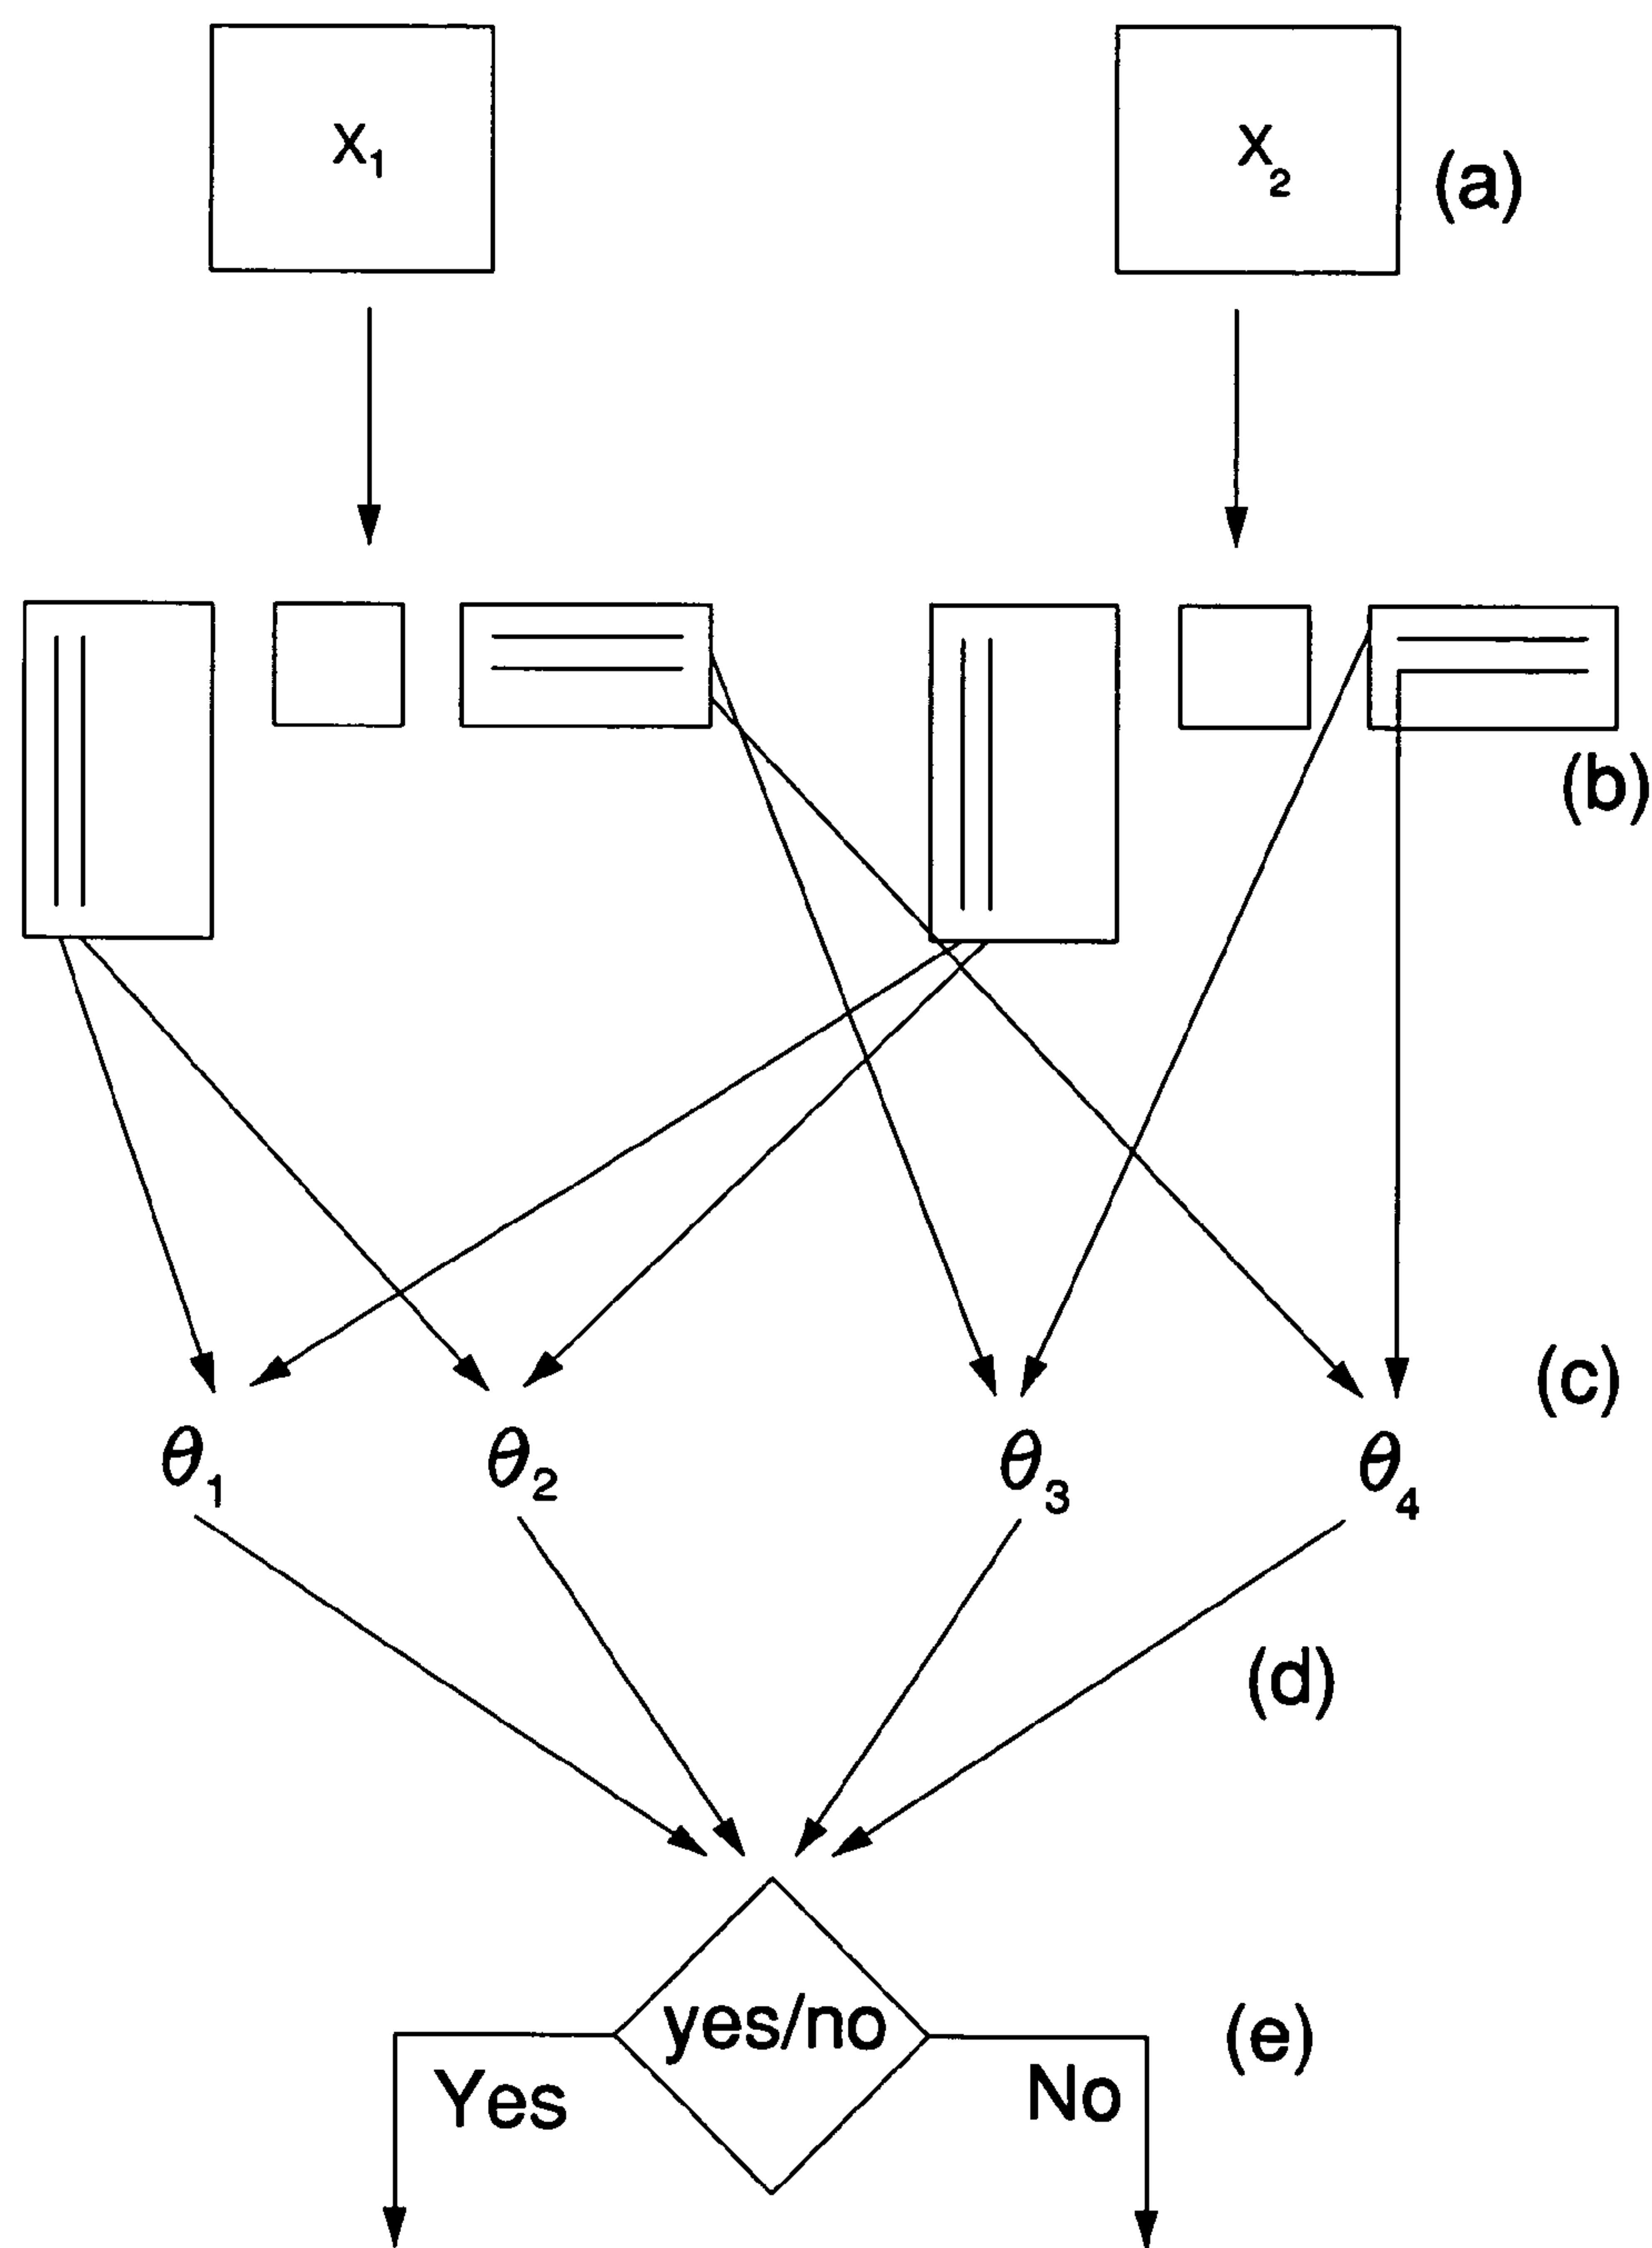 x₁
x₂
(a)
(b)
(c)
θ₁
θ₂
θ₃
θ₄
(d)
yes/no
(e)
Yes
No